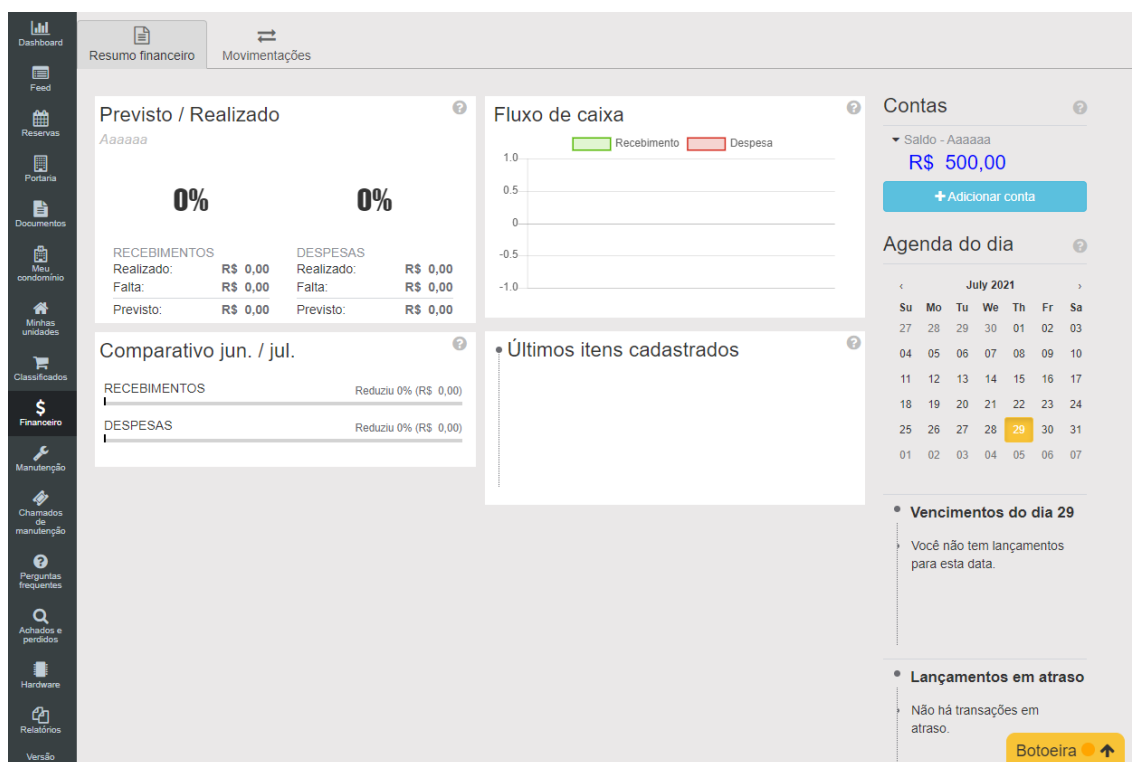 Dashboard
Feed
Reservas
Portaria
Documentos
Meu
condomínio
Minhas
unidades
Classificados
Financeiro
Manutenção
Chamados
de
manutenção
Perguntas
frequentes
Achados e
perdidos
Hardware
Relatórios
Versão
Resumo financeiro
Movimentações
Previsto / Realizado
Aaaaaa
0% 0%
RECEBIMENTOS DESPESAS
Realizado: R$ 0,00 Realizado: R$ 0,00
Falta: R$ 0,00 Falta: R$ 0,00
Previsto: R$ 0,00 Previsto: R$ 0,00
Fluxo de caixa
Recebimento Despesa
1.0
0.5
0
-0.5
-1.0
Comparativo jun. / jul.
RECEBIMENTOS Reduziu 0% (R$ 0,00)
DESPESAS Reduziu 0% (R$ 0,00)
Últimos itens cadastrados
Contas
Saldo - Aaaaaa
R$ 500,00
Adicionar conta
Agenda do dia
‹ July 2021 ›
Su Mo Tu We Th Fr Sa
27 28 29 30 01 02 03
04 05 06 07 08 09 10
11 12 13 14 15 16 17
18 19 20 21 22 23 24
25 26 27 28 29 30 31
01 02 03 04 05 06 07
Vencimentos do dia 29
Você não tem lançamentos
para esta data.
Lançamentos em atraso
Não há transações em
atraso.
Botoeira